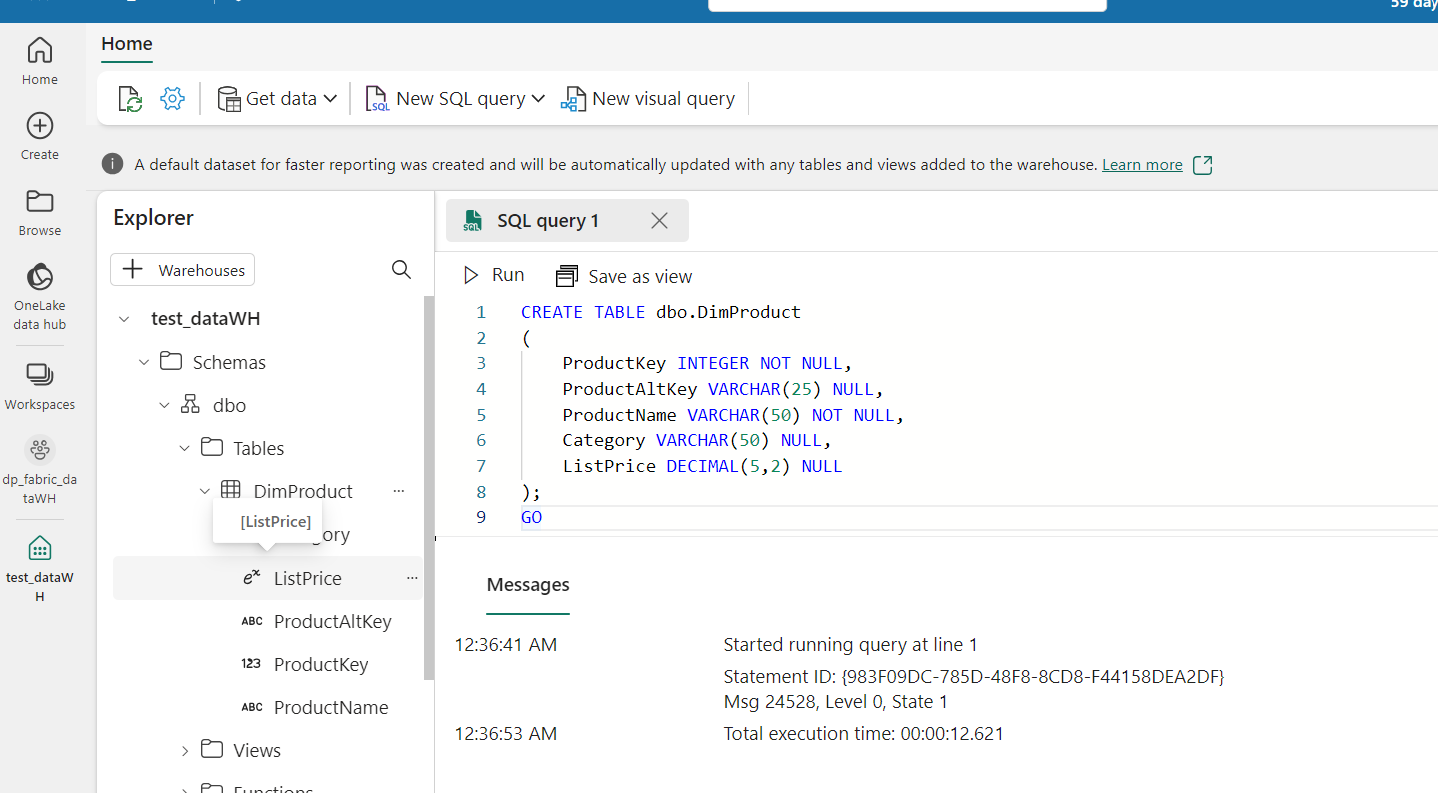 59 day
Home
Home
Create
Browse
OneLake
data hub
Workspaces
dp_fabric_da
taWH
test_dataW
H
Get data
SQL
New SQL query
New visual query
A default dataset for faster reporting was created and will be automatically updated with any tables and views added to the warehouse. Learn more
Explorer
Warehouses
test_dataWH
Schemas
dbo
Tables
DimProduct ...
[ListPrice]
gory
eˣ ListPrice ...
ABC ProductAltKey
123 ProductKey
ABC ProductName
Views
Functions
SQL SQL query 1
Run Save as view
1 CREATE TABLE dbo.DimProduct
2 (
3 ProductKey INTEGER NOT NULL,
4 ProductAltKey VARCHAR(25) NULL,
5 ProductName VARCHAR(50) NOT NULL,
6 Category VARCHAR(50) NULL,
7 ListPrice DECIMAL(5,2) NULL
8 );
9 GO
Messages
12:36:41 AM Started running query at line 1
Statement ID: {983F09DC-785D-48F8-8CD8-F44158DEA2DF}
Msg 24528, Level 0, State 1
12:36:53 AM Total execution time: 00:00:12.621